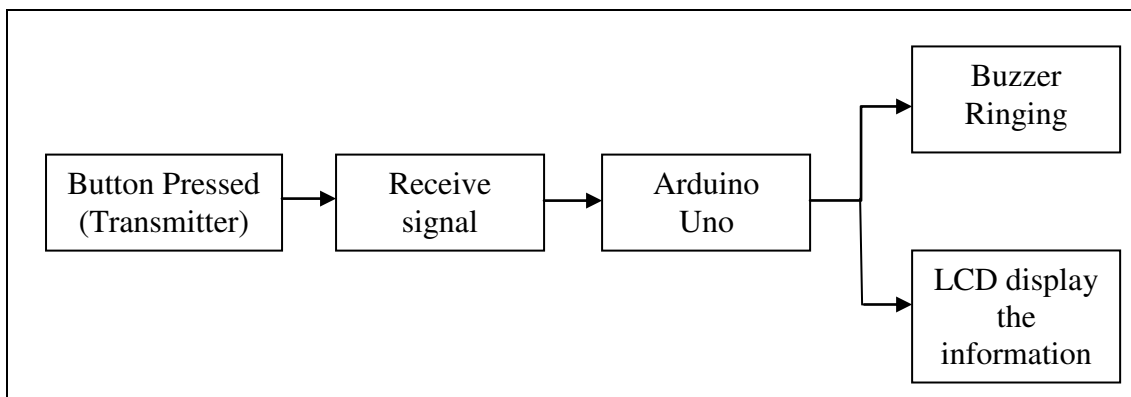 Button Pressed
(Transmitter)
Receive
signal
Arduino
Uno
Buzzer
Ringing
LCD display
the
information